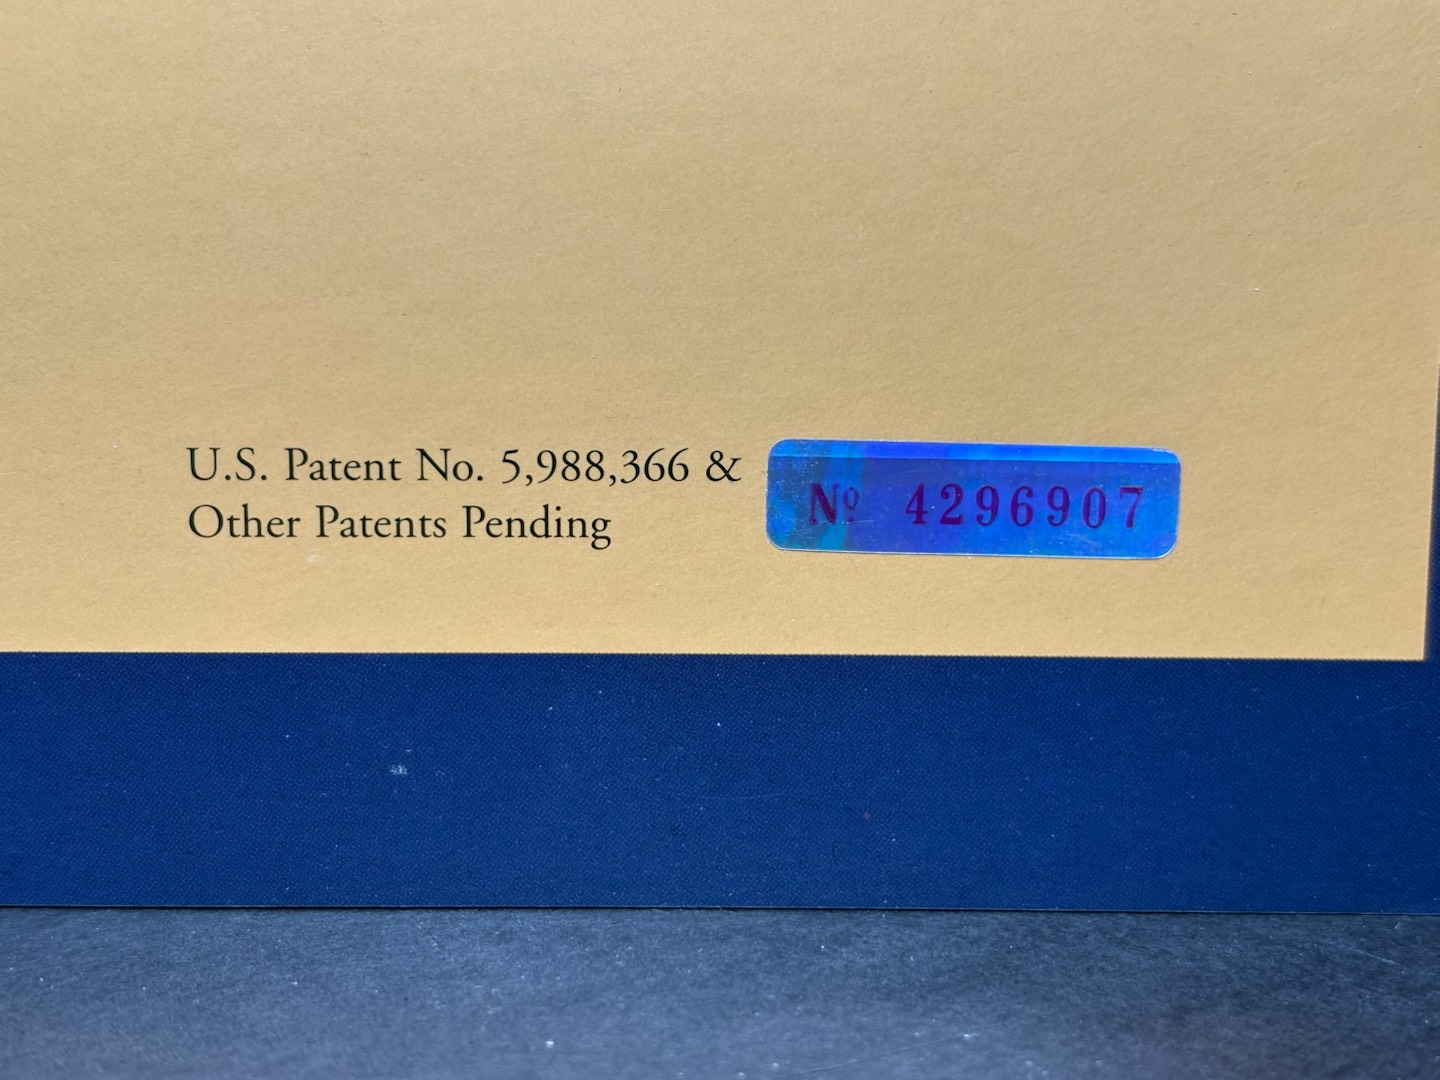 U.S. Patent No. 5,988,366 &
Other Patents Pending
Nº 4296907